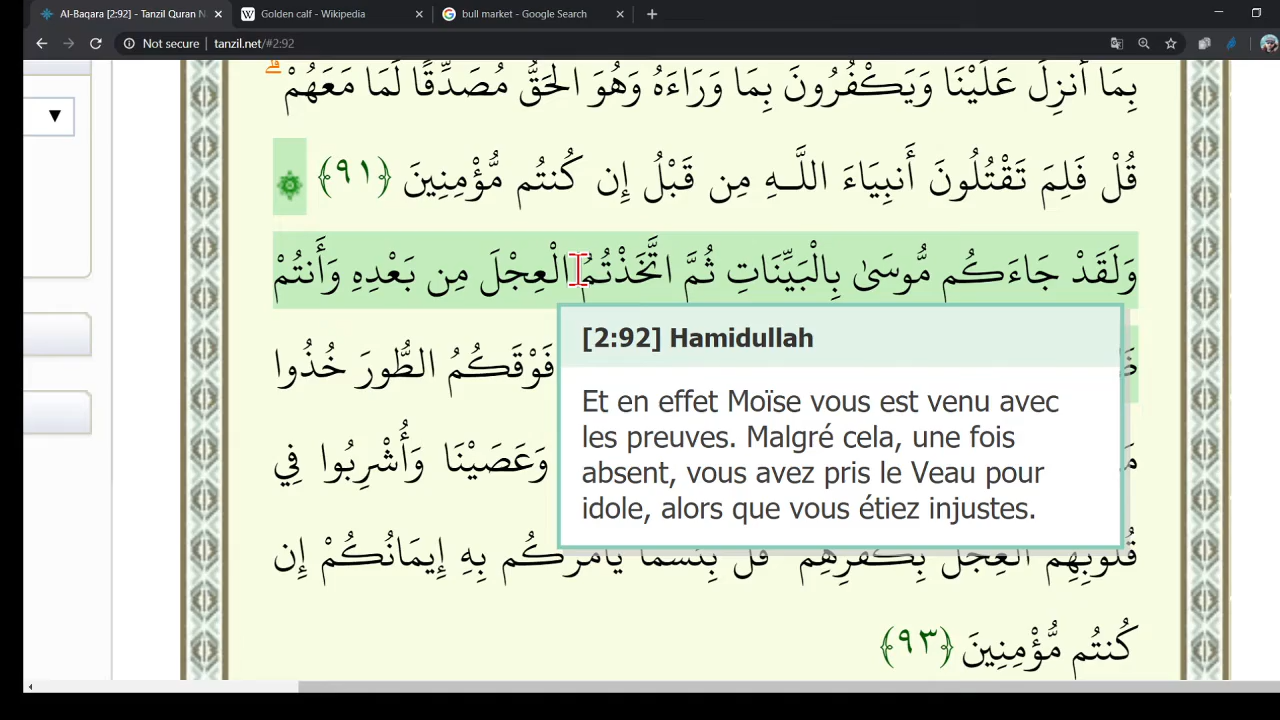 Al-Baqara [2:92] - Tanzil Quran N
Golden calf - Wikipedia
bull market - Google Search
Not secure | tanzil.net/#2:92
بِمَا أُنزِلَ عَلَيْنَا وَيَكْفُرُونَ بِمَا وَرَاءَهُ وَهُوَ الْحَقُّ مُصَدِّقًا لِّمَا مَعَهُمْ ۗ
قُلْ فَلِمَ تَقْتُلُونَ أَنبِيَاءَ اللَّـهِ مِن قَبْلُ إِن كُنتُم مُّؤْمِنِينَ ﴿٩١﴾ ۞
وَلَقَدْ جَاءَكُم مُّوسَىٰ بِالْبَيِّنَاتِ ثُمَّ اتَّخَذْتُمُ الْعِجْلَ مِن بَعْدِهِ وَأَنتُمْ
فَوْقَكُمُ الطُّورَ خُذُوا
وَعَصَيْنَا وَأُشْرِبُوا فِي
قُلُوبِهِمُ الْعِجْلَ بِكُفْرِهِمْ قُلْ بِئْسَمَا يَأْمُرُكُم بِهِ إِيمَانُكُمْ إِن
كُنتُم مُّؤْمِنِينَ ﴿٩٣﴾
[2:92] Hamidullah
Et en effet Moïse vous est venu avec
les preuves. Malgré cela, une fois
absent, vous avez pris le Veau pour
idole, alors que vous étiez injustes.